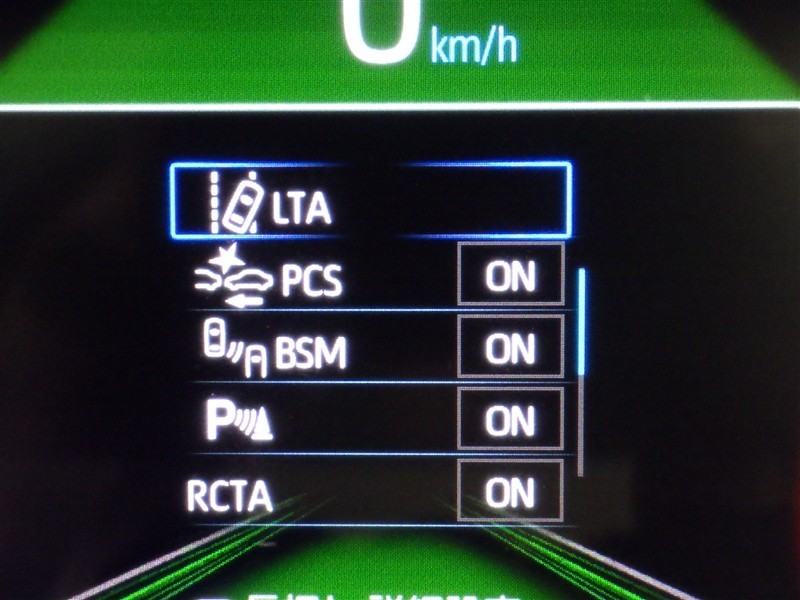 0 km/h
LTA
PCS ON
BSM ON
P ON
RCTA ON